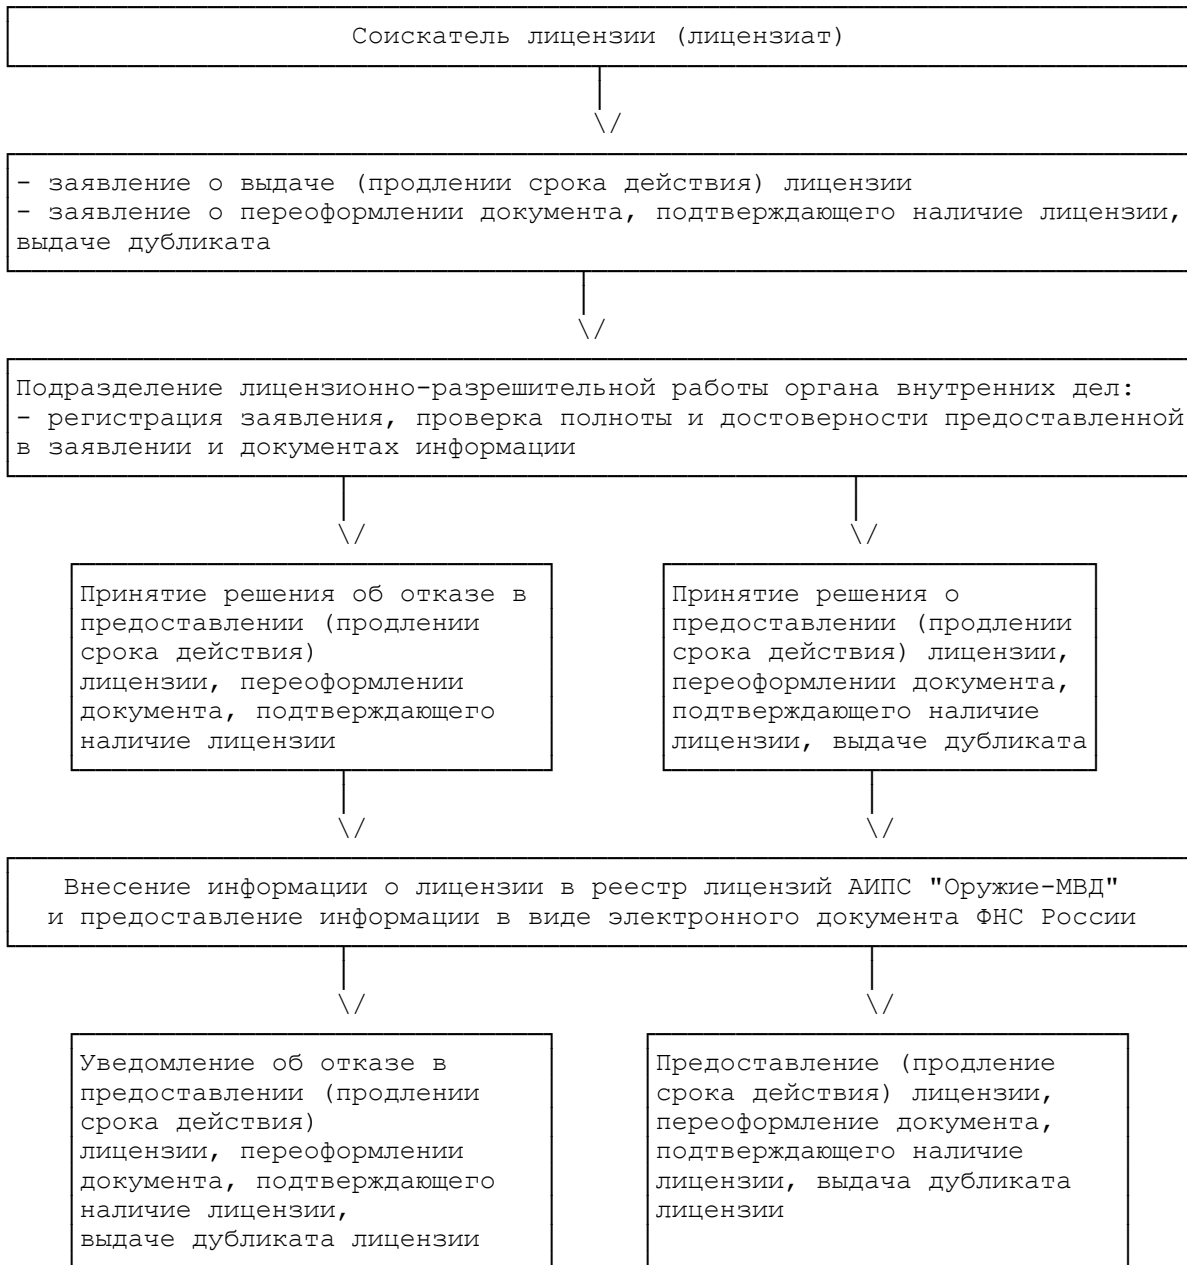 Соискатель лицензии (лицензиат)
\/
- заявление о выдаче (продлении срока действия) лицензии
- заявление о переоформлении документа, подтверждающего наличие лицензии,
выдаче дубликата
\/
Подразделение лицензионно-разрешительной работы органа внутренних дел:
- регистрация заявления, проверка полноты и достоверности предоставленной
в заявлении и документах информации
\/ \/
Принятие решения об отказе в
предоставлении (продлении
срока действия)
лицензии, переоформлении
документа, подтверждающего
наличие лицензии
Принятие решения о
предоставлении (продлении
срока действия) лицензии,
переоформлении документа,
подтверждающего наличие
лицензии, выдаче дубликата
\/ \/
Внесение информации о лицензии в реестр лицензий АИПС "Оружие-МВД"
и предоставление информации в виде электронного документа ФНС России
\/ \/
Уведомление об отказе в
предоставлении (продлении
срока действия)
лицензии, переоформлении
документа, подтверждающего
наличие лицензии,
выдаче дубликата лицензии
Предоставление (продление
срока действия) лицензии,
переоформление документа,
подтверждающего наличие
лицензии, выдача дубликата
лицензии